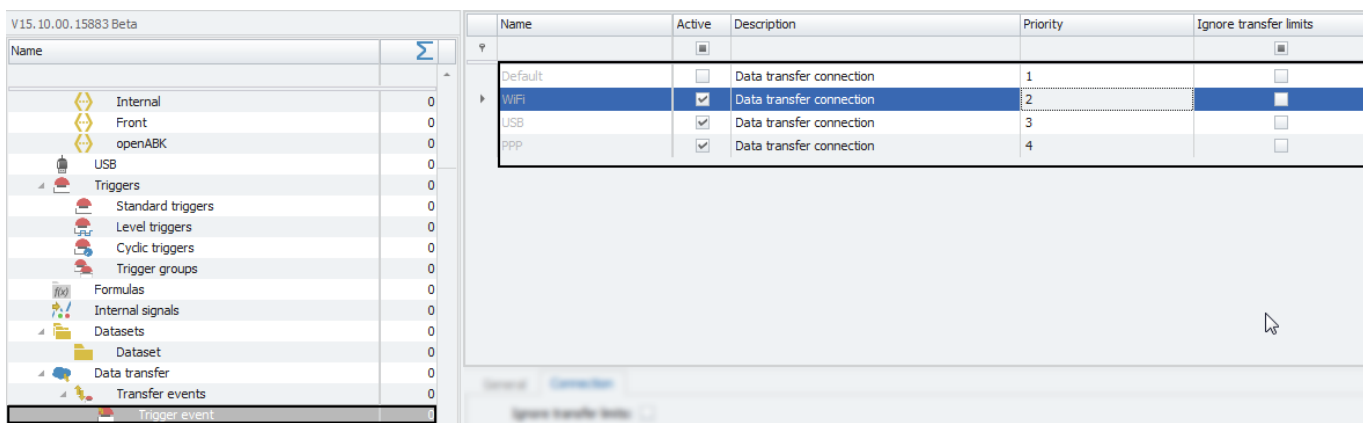 V15.10.00.15883 Beta
Name
Internal 0
Front 0
openABK 0
USB 0
Triggers 0
Standard triggers 0
Level triggers 0
Cyclic triggers 0
Trigger groups 0
f(x) Formulas 0
Internal signals 0
Datasets 0
Dataset 0
Data transfer 0
Transfer events 0
Trigger event 0
Name Active Description Priority Ignore transfer limits
Default Data transfer connection 1
WiFi Data transfer connection 2
USB Data transfer connection 3
PPP Data transfer connection 4
General Connection
Ignore transfer limits